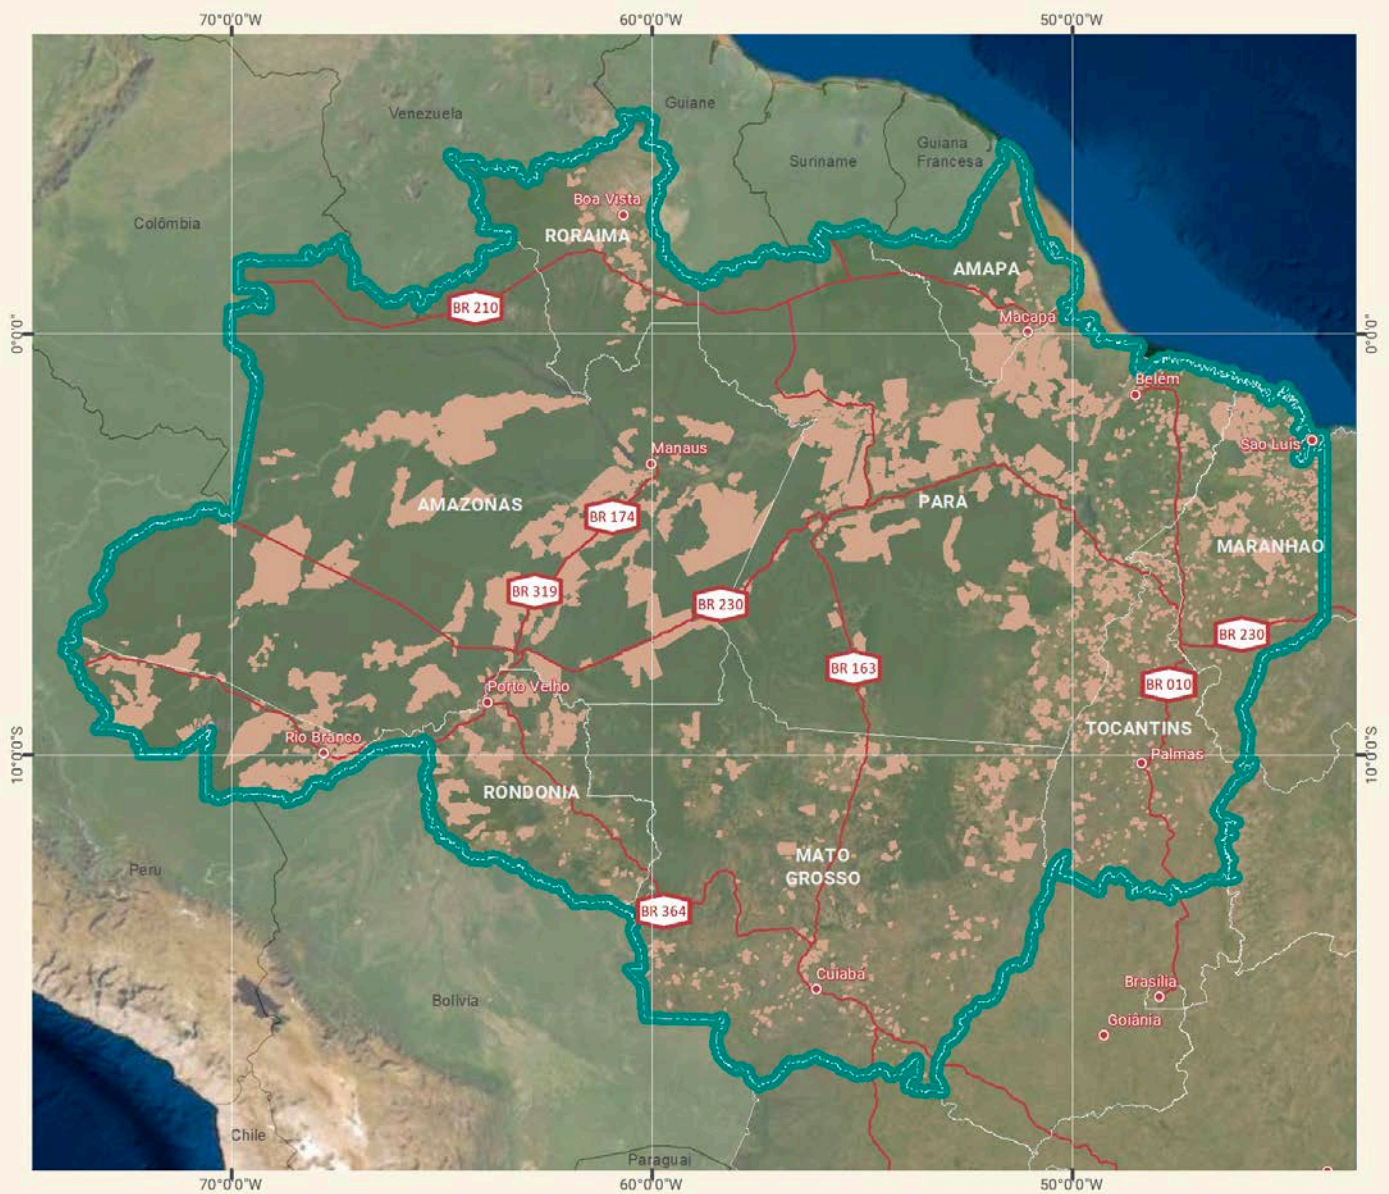 70°0'0"W
60°0'0"W
50°0'0"W
Venezuela
Guiane
Suriname
Guiana
Francesa
Colômbia
Boa Vista
RORAIMA
AMAPA
BR 210
Macapá
0°0'0"
0°0'0"
Belém
Manaus
Sao Luís
AMAZONAS
BR 174
PARÁ
MARANHAO
BR 319
BR 230
BR 230
BR 163
BR 010
Porto Velho
TOCANTINS
Rio Branco
Palmas
10°0'0"S
10°0'0"S
RONDONIA
MATO
GROSSO
Peru
BR 364
Cuiabá
Brasília
Bolívia
Goiânia
Chile
Paraguai
70°0'0"W
60°0'0"W
50°0'0"W